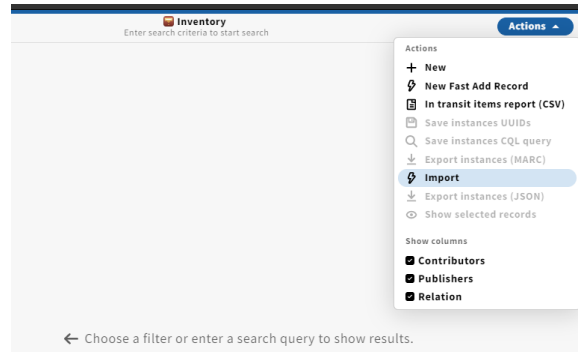 Inventory
Enter search criteria to start search
Actions
Actions
New
New Fast Add Record
In transit items report (CSV)
Save instances UUIDs
Save instances CQL query
Export instances (MARC)
Import
Export instances (JSON)
Show selected records
Show columns
Contributors
Publishers
Relation
Choose a filter or enter a search query to show results.